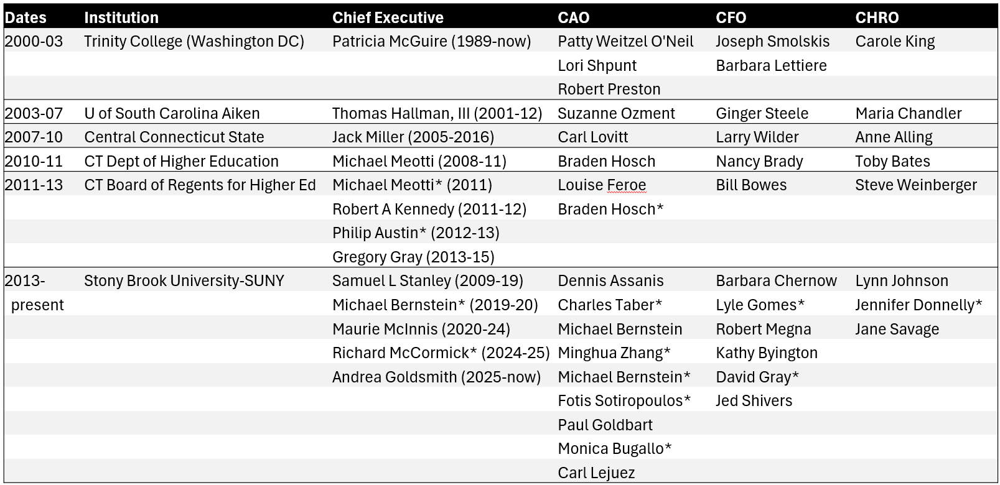 Dates Institution Chief Executive CAO CFO CHRO
2000-03 Trinity College (Washington DC) Patricia McGuire (1989-now) Patty Weitzel O'Neil Joseph Smolskis Carole King
Lori Shpunt Barbara Lettiere
Robert Preston
2003-07 U of South Carolina Aiken Thomas Hallman, III (2001-12) Suzanne Ozment Ginger Steele Maria Chandler
2007-10 Central Connecticut State Jack Miller (2005-2016) Carl Lovitt Larry Wilder Anne Alling
2010-11 CT Dept of Higher Education Michael Meotti (2008-11) Braden Hosch Nancy Brady Toby Bates
2011-13 CT Board of Regents for Higher Ed Michael Meotti* (2011) Louise Feroe Bill Bowes Steve Weinberger
Robert A Kennedy (2011-12) Braden Hosch*
Philip Austin* (2012-13)
Gregory Gray (2013-15)
2013- Stony Brook University-SUNY Samuel L Stanley (2009-19) Dennis Assanis Barbara Chernow Lynn Johnson
present Michael Bernstein* (2019-20) Charles Taber* Lyle Gomes* Jennifer Donnelly*
Maurie McInnis (2020-24) Michael Bernstein Robert Megna Jane Savage
Richard McCormick* (2024-25) Minghua Zhang* Kathy Byington
Andrea Goldsmith (2025-now) Michael Bernstein* David Gray*
Fotis Sotiropoulos* Jed Shivers
Paul Goldbart
Monica Bugallo*
Carl Lejuez